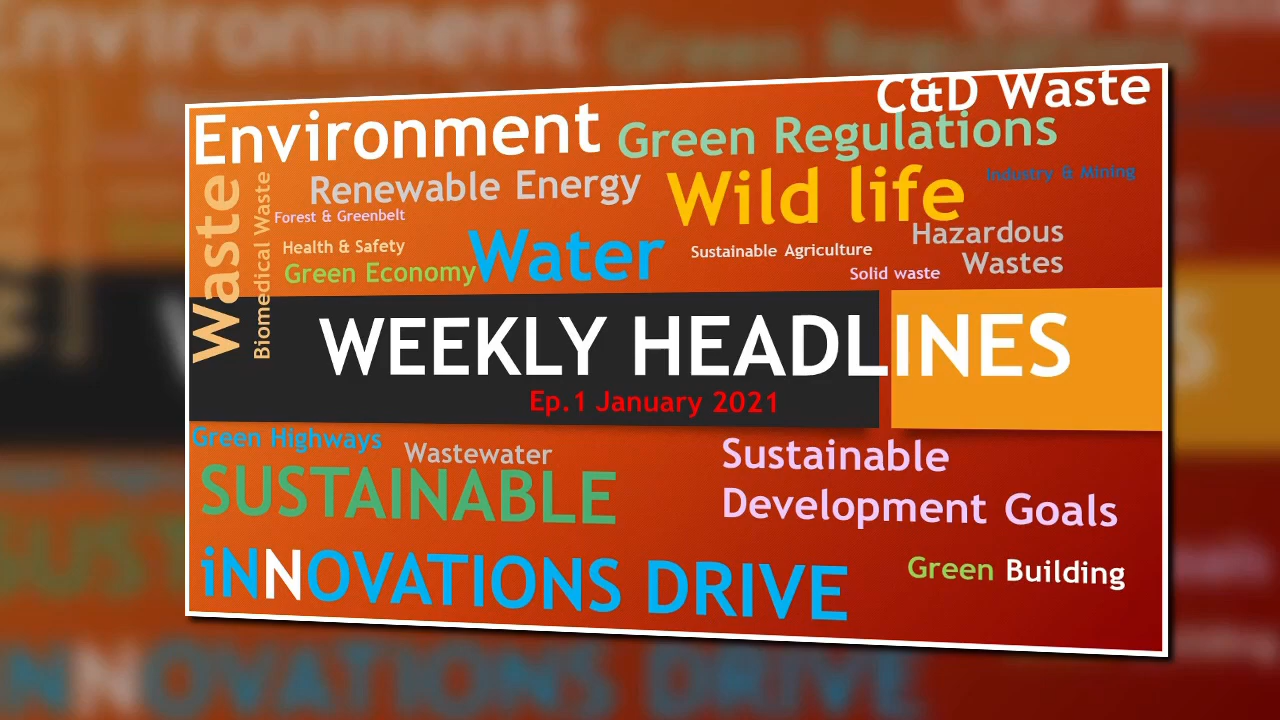 C&D Waste
Environment
Green Regulations
Waste
Biomedical Waste
Renewable Energy
Wild life
Industry & Mining
Forest & Greenbelt
Health & Safety
Water
Sustainable Agriculture
Hazardous
Wastes
Green Economy
Solid waste
WEEKLY HEADLINES
Ep.1 January 2021
Green Highways
Wastewater
Sustainable
Development Goals
SUSTAINABLE
iNNOVATIONS DRIVE
Green Building